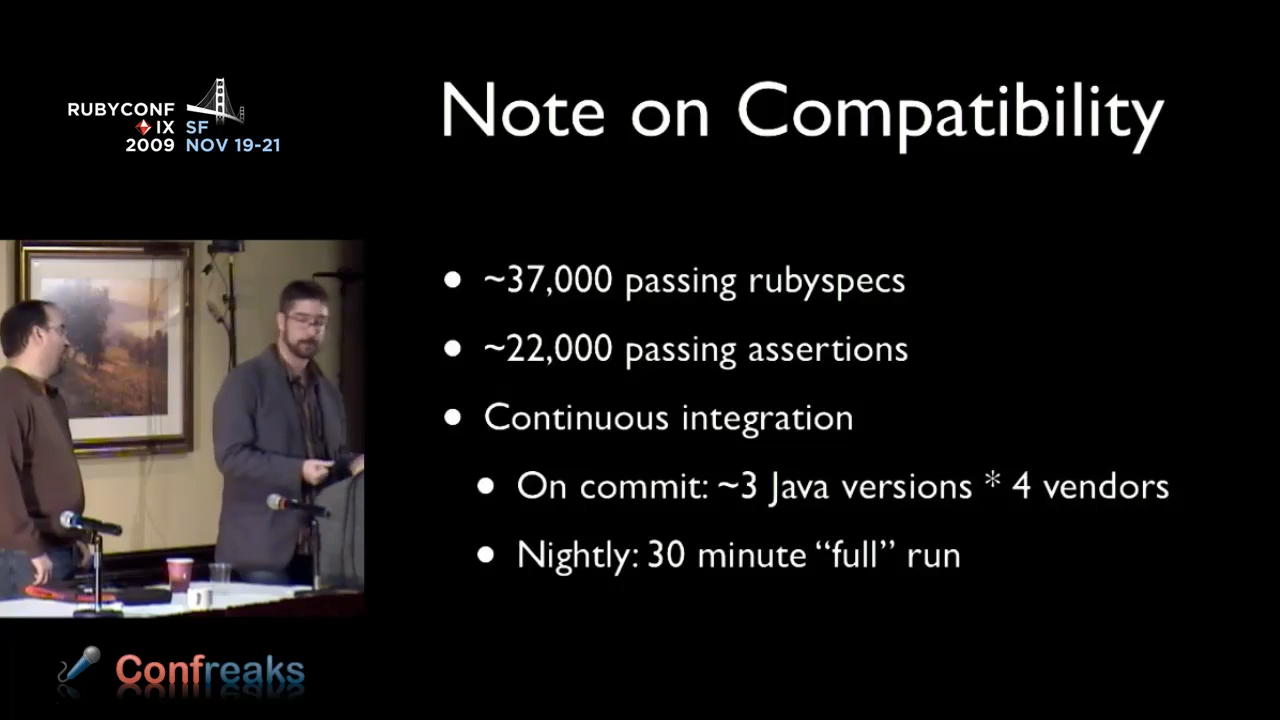 RUBYCONF
IX SF
2009 NOV 19-21
Note on Compatibility
~37,000 passing rubyspecs
~22,000 passing assertions
Continuous integration
On commit: ~3 Java versions * 4 vendors
Nightly: 30 minute “full” run
Confreaks